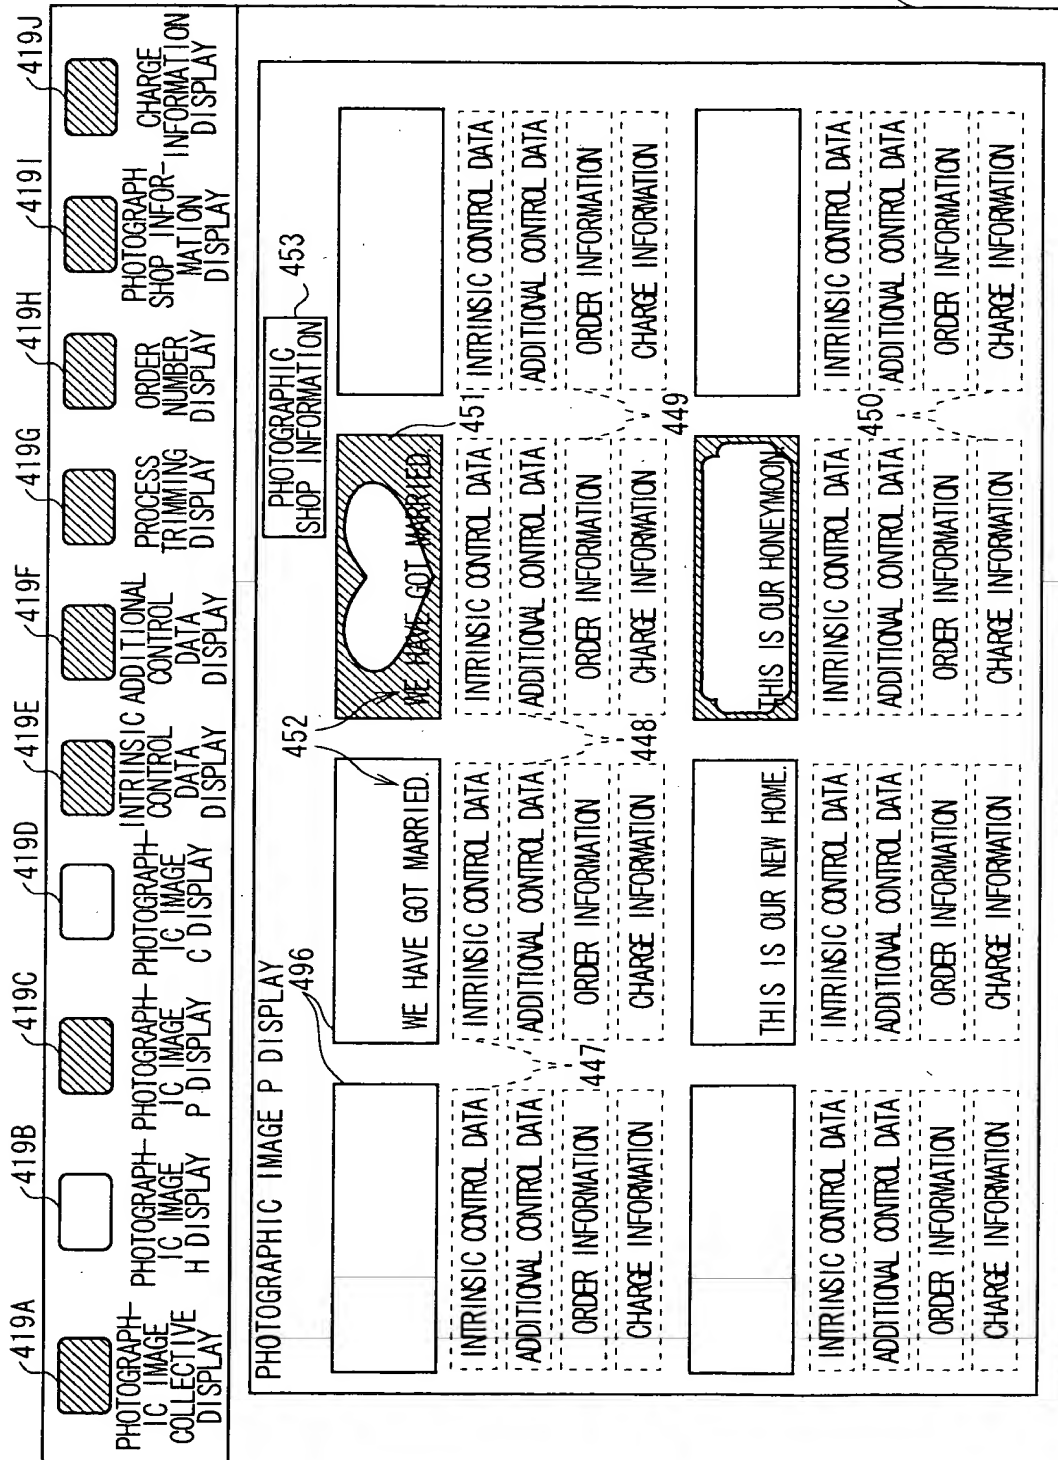 419A
419B
419C
419D
419E
419F
419G
419H
419I
419J
PHOTOGRAPH-
IC IMAGE
COLLECTIVE
DISPLAY
PHOTOGRAPH-
IC IMAGE
H DISPLAY
PHOTOGRAPH-
IC IMAGE
P DISPLAY
PHOTOGRAPH-
IC IMAGE
C DISPLAY
INTRINSIC
CONTROL
DATA
DISPLAY
ADDITIONAL
CONTROL
DATA
DISPLAY
PROCESS
TRIMMING
DISPLAY
ORDER
NUMBER
DISPLAY
PHOTOGRAPH
SHOP INFOR-
MATION
DISPLAY
CHARGE
INFORMATION
DISPLAY
PHOTOGRAPHIC IMAGE P DISPLAY
496
452
PHOTOGRAPHIC
SHOP INFORMATION
453
451
WE HAVE GOT MARRIED.
WE HAVE GOT MARRIED.
INTRINSIC CONTROL DATA
ADDITIONAL CONTROL DATA
ORDER INFORMATION
CHARGE INFORMATION
INTRINSIC CONTROL DATA
ADDITIONAL CONTROL DATA
ORDER INFORMATION
CHARGE INFORMATION
INTRINSIC CONTROL DATA
ADDITIONAL CONTROL DATA
ORDER INFORMATION
CHARGE INFORMATION
INTRINSIC CONTROL DATA
ADDITIONAL CONTROL DATA
ORDER INFORMATION
CHARGE INFORMATION
447
448
449
THIS IS OUR NEW HOME.
THIS IS OUR HONEYMOON.
INTRINSIC CONTROL DATA
ADDITIONAL CONTROL DATA
ORDER INFORMATION
CHARGE INFORMATION
INTRINSIC CONTROL DATA
ADDITIONAL CONTROL DATA
ORDER INFORMATION
CHARGE INFORMATION
INTRINSIC CONTROL DATA
ADDITIONAL CONTROL DATA
ORDER INFORMATION
CHARGE INFORMATION
INTRINSIC CONTROL DATA
ADDITIONAL CONTROL DATA
ORDER INFORMATION
CHARGE INFORMATION
450